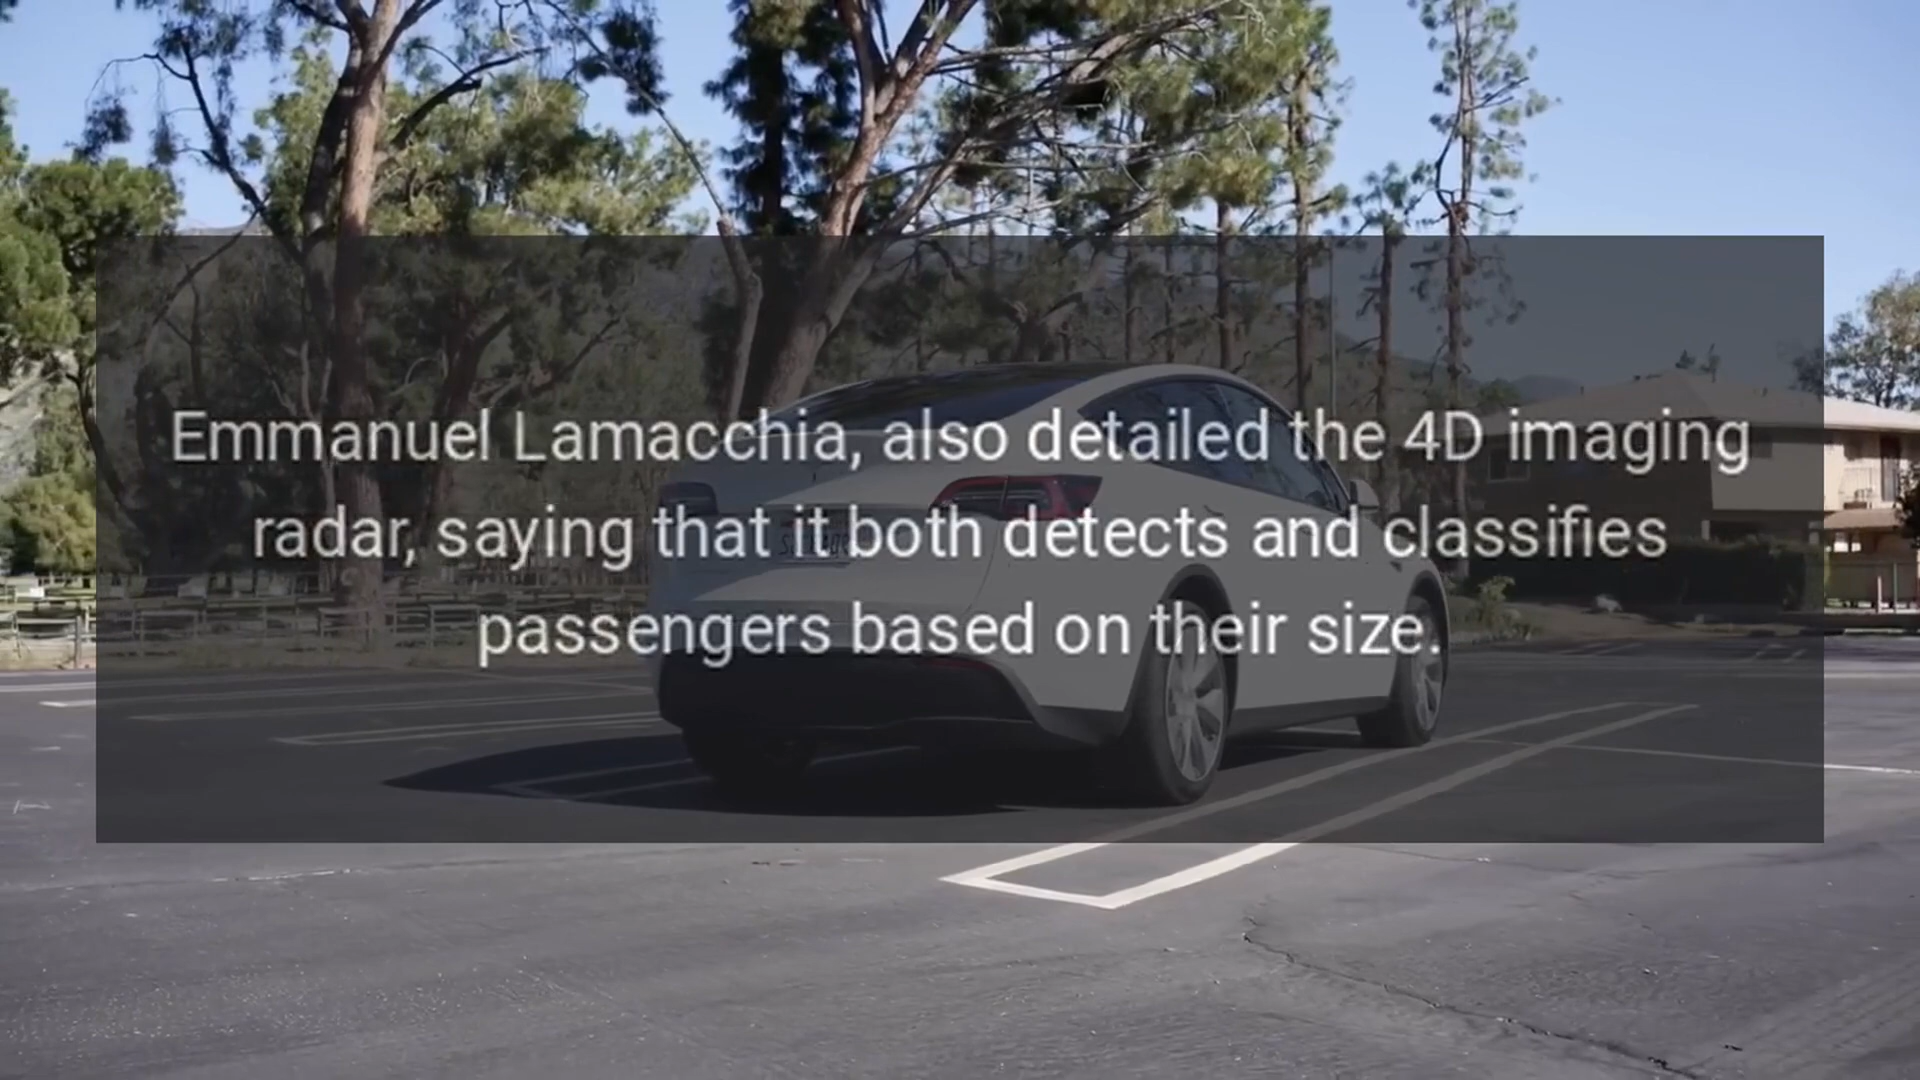 Emmanuel Lamacchia, also detailed the 4D imaging
radar, saying that it both detects and classifies
passengers based on their size.